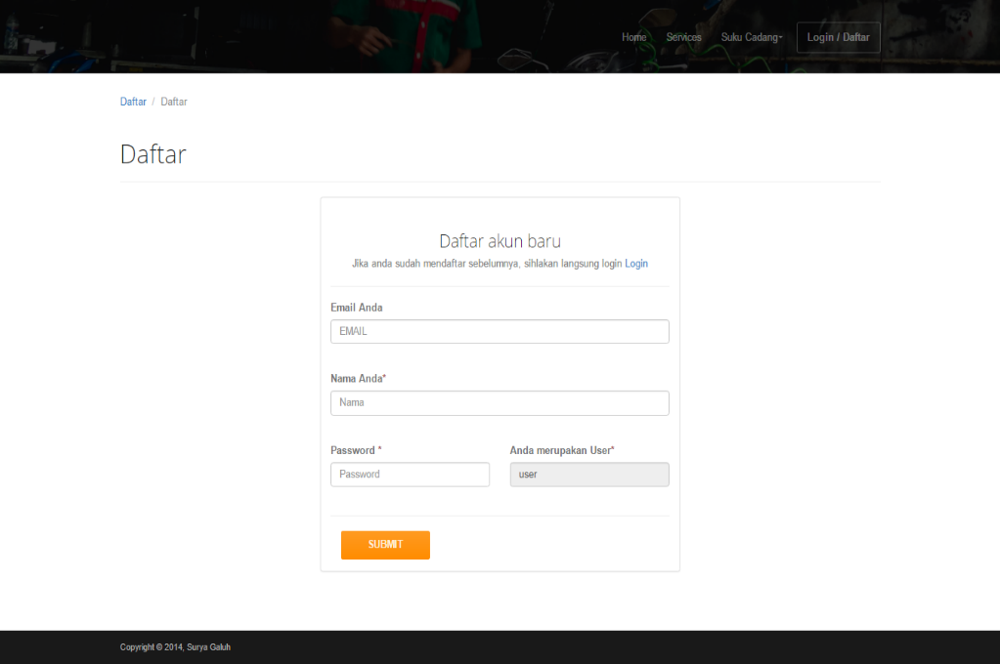 Home Services Suku Cadang Login / Daftar
Daftar / Daftar
Daftar
Daftar akun baru
Jika anda sudah mendaftar sebelumnya, sihlakan langsung login Login
Email Anda
EMAIL
Nama Anda*
Nama
Password * Anda merupakan User*
Password user
SUBMIT
Copyright © 2014, Surya Galuh